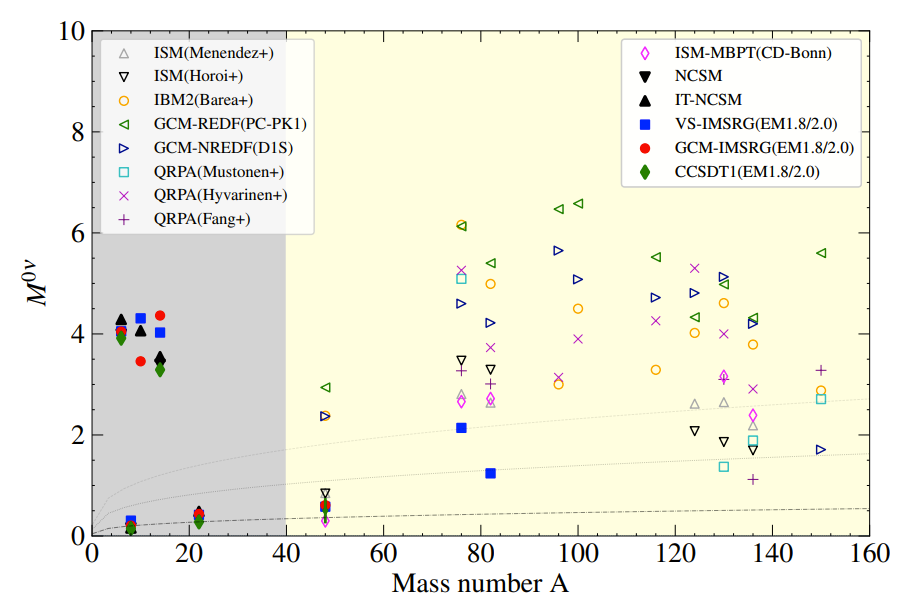 10
8
6
4
2
0
M0ν
ISM(Menendez+)
ISM(Horoi+)
IBM2(Barea+)
GCM-REDF(PC-PK1)
GCM-NREDF(D1S)
QRPA(Mustonen+)
QRPA(Hyvarinen+)
QRPA(Fang+)
ISM-MBPT(CD-Bonn)
NCSM
IT-NCSM
VS-IMSRG(EM1.8/2.0)
GCM-IMSRG(EM1.8/2.0)
CCSDT1(EM1.8/2.0)
0 20 40 60 80 100 120 140 160
Mass number A